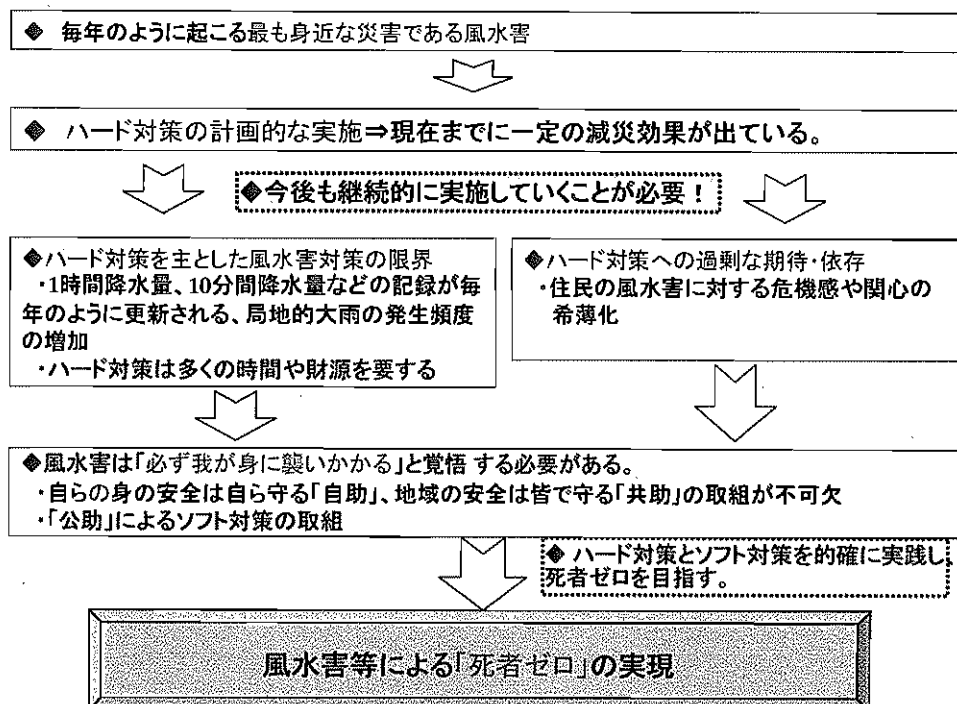 ◆ 毎年のように起こる最も身近な災害である風水害
◆ ハード対策の計画的な実施⇒現在までに一定の減災効果が出ている。
◆今後も継続的に実施していくことが必要！
◆ハード対策を主とした風水害対策の限界
・1時間降水量、10分間降水量などの記録が毎
年のように更新される、局地的大雨の発生頻度
の増加
・ハード対策は多くの時間や財源を要する
◆ハード対策への過剰な期待・依存
・住民の風水害に対する危機感や関心の
希薄化
◆風水害は「必ず我が身に襲いかかる」と覚悟 する必要がある。
・自らの身の安全は自ら守る「自助」、地域の安全は皆で守る「共助」の取組が不可欠
・「公助」によるソフト対策の取組
◆ ハード対策とソフト対策を的確に実践し、
死者ゼロを目指す。
風水害等による「死者ゼロ」の実現